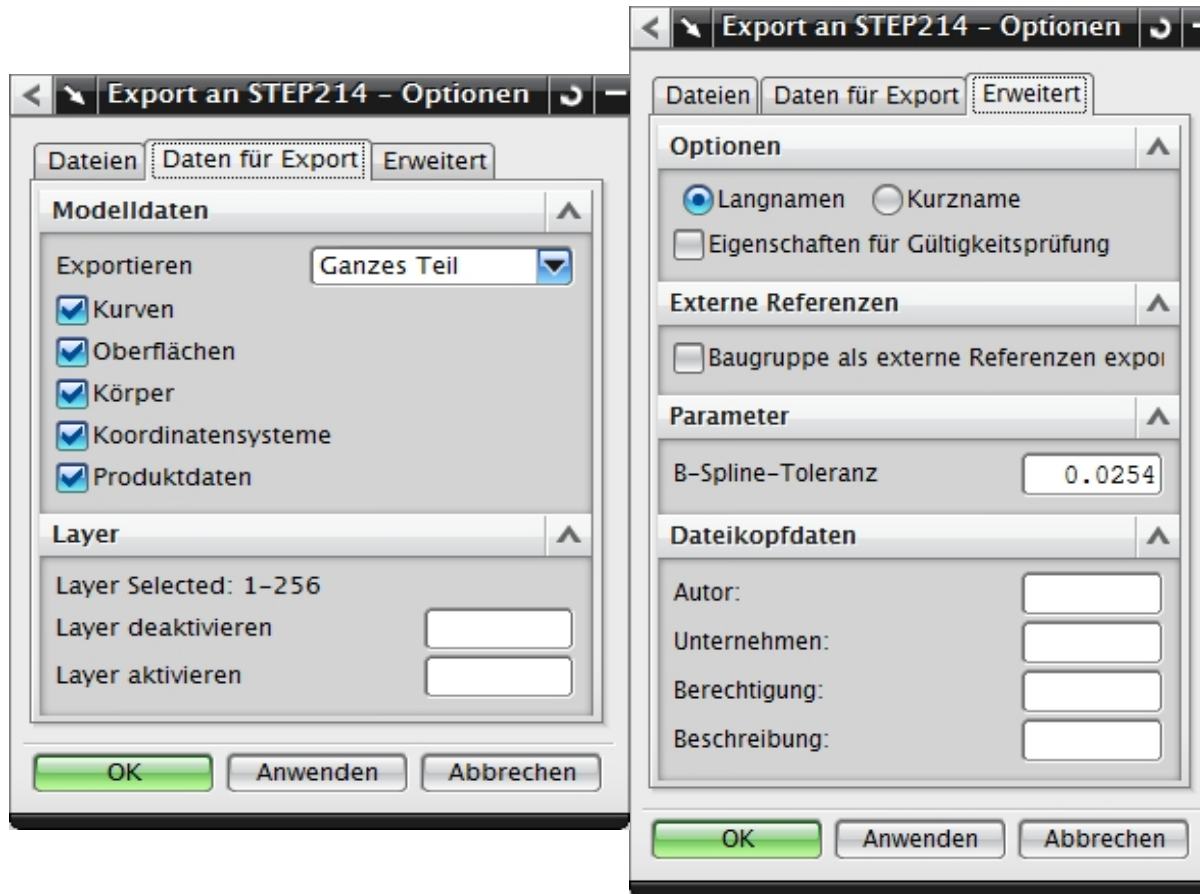 Export an STEP214 – Optionen
Dateien Daten für Export Erweitert
Modelldaten
Exportieren Ganzes Teil
Kurven
Oberflächen
Körper
Koordinatensysteme
Produktdaten
Layer
Layer Selected: 1–256
Layer deaktivieren
Layer aktivieren
OK Anwenden Abbrechen
Export an STEP214 – Optionen
Dateien Daten für Export Erweitert
Optionen
Langnamen Kurzname
Eigenschaften für Gültigkeitsprüfung
Externe Referenzen
Baugruppe als externe Referenzen expor
Parameter
B–Spline–Toleranz 0.0254
Dateikopfdaten
Autor:
Unternehmen:
Berechtigung:
Beschreibung:
OK Anwenden Abbrechen